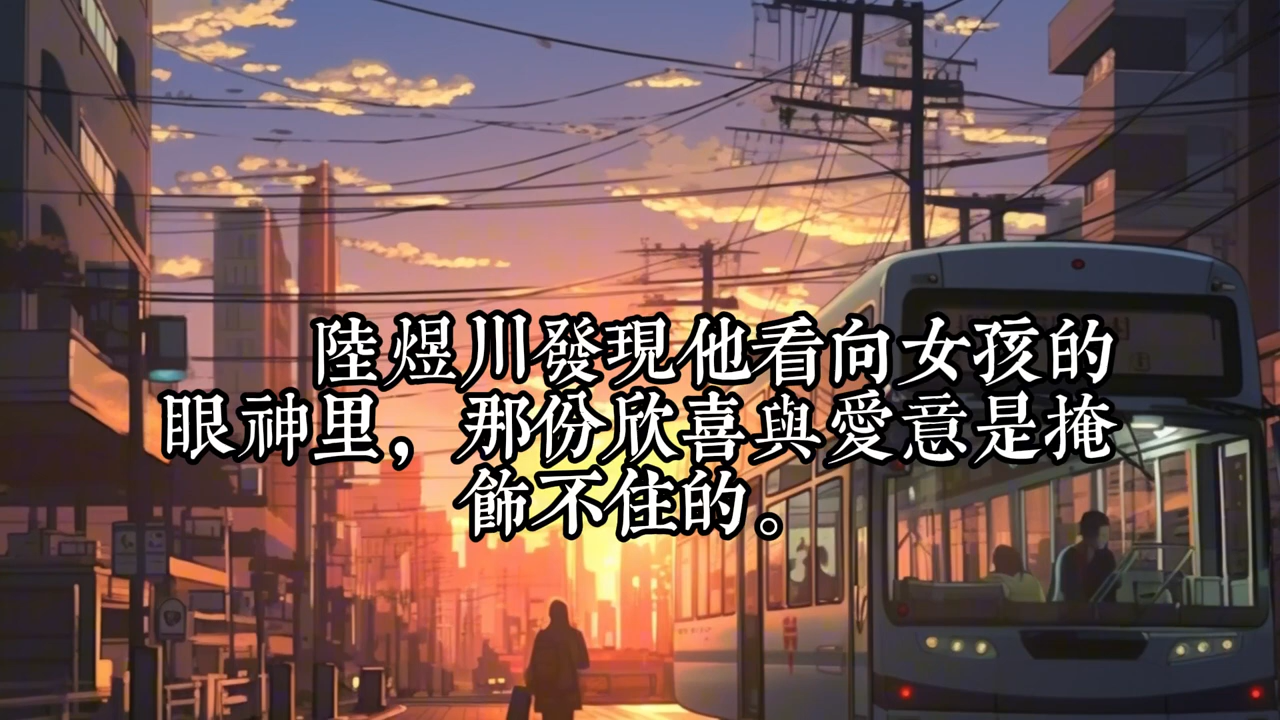 陸煜川發現他看向女孩的
眼神里，那份欣喜與愛意是掩
飾不住的。